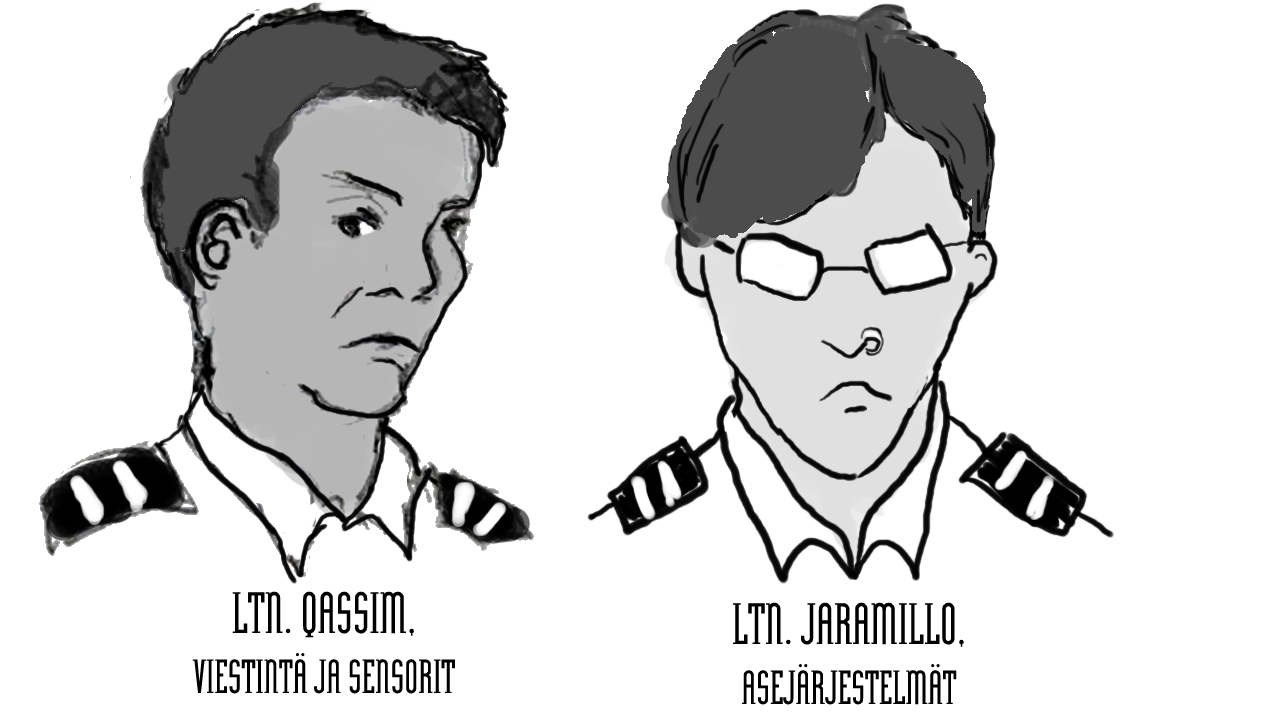 LTN. QASSIM,
VIESTINTÄ JA SENSORIT
LTN. JARAMILLO,
ASEJÄRJESTELMÄT